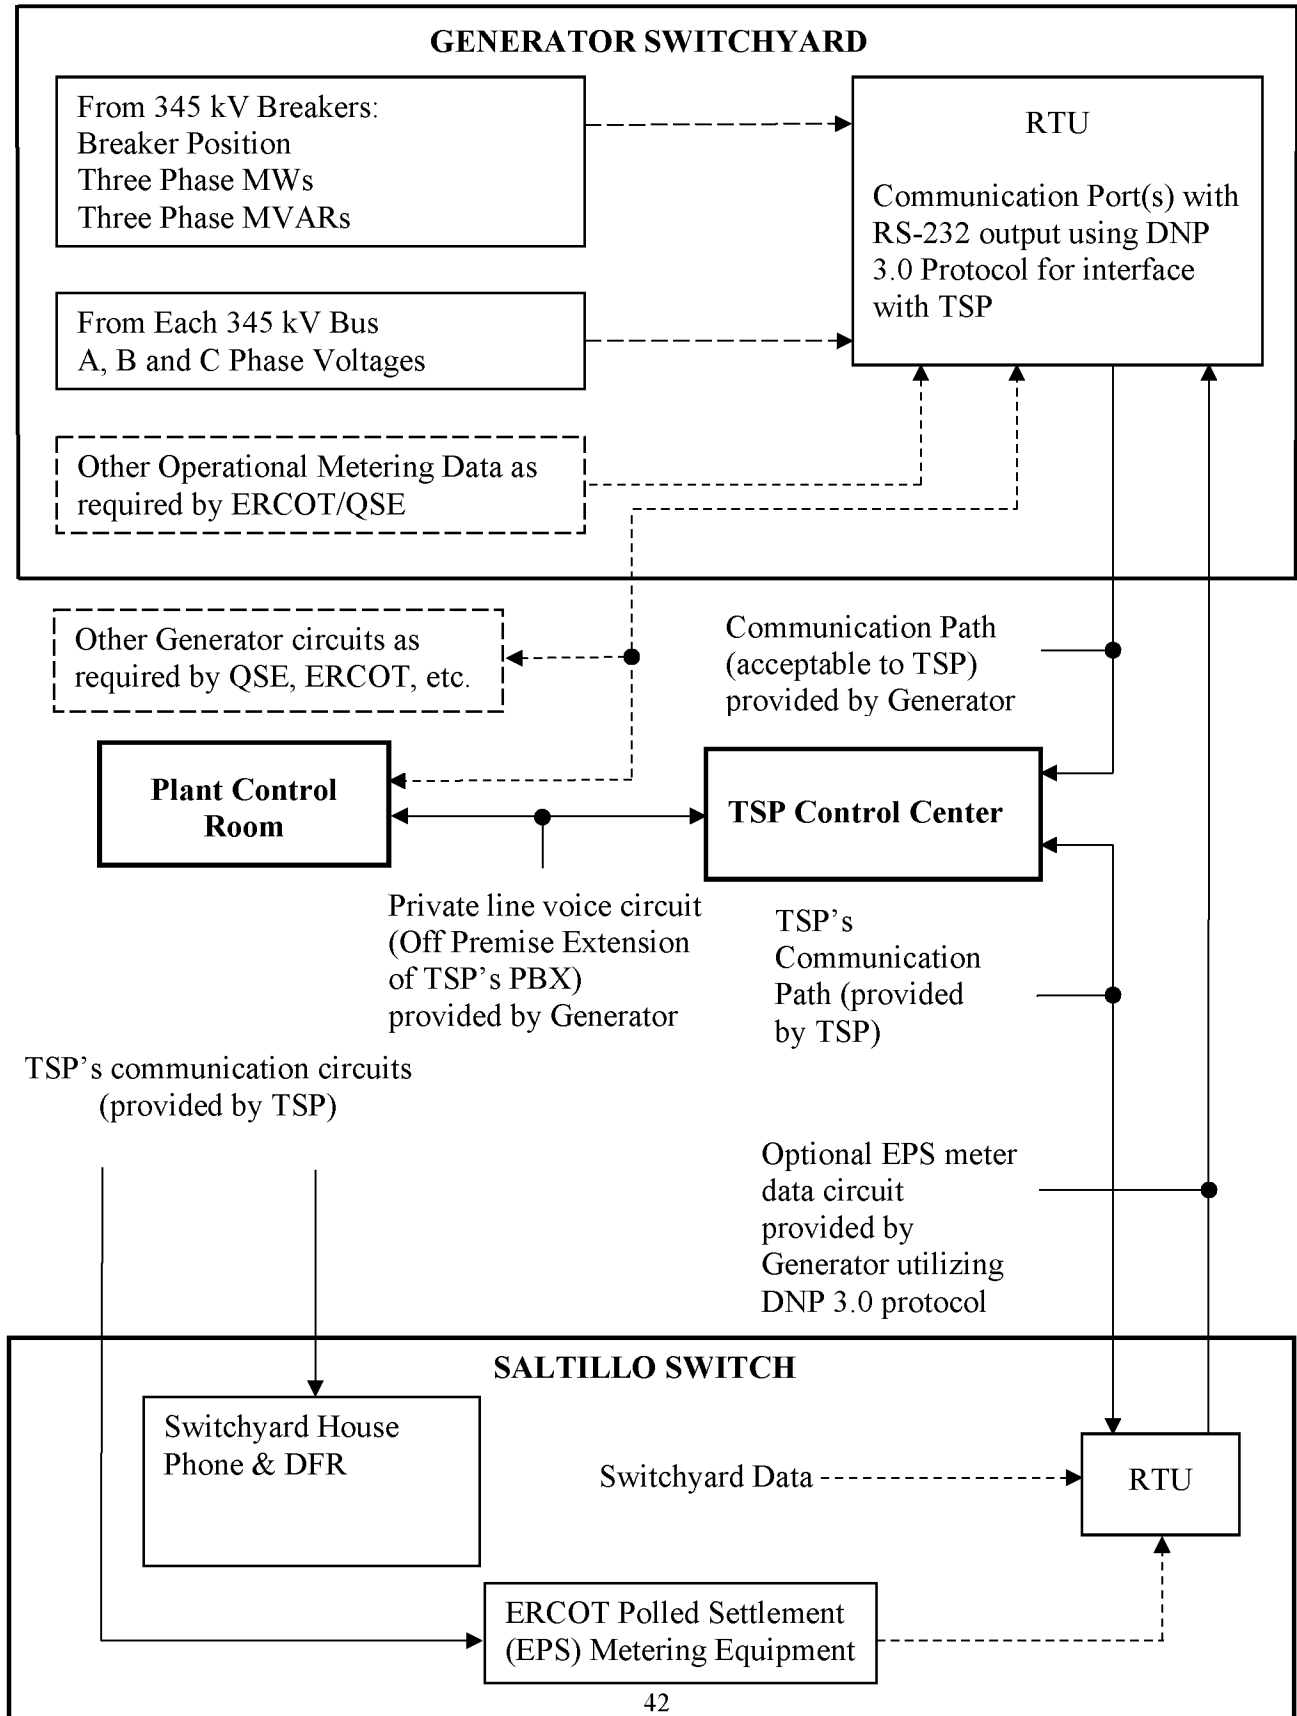 GENERATOR SWITCHYARD
From 345 kV Breakers:
Breaker Position
Three Phase MWs
Three Phase MVARs
RTU
Communication Port(s) with
RS-232 output using DNP
3.0 Protocol for interface
with TSP
From Each 345 kV Bus
A, B and C Phase Voltages
Other Operational Metering Data as
required by ERCOT/QSE
Other Generator circuits as
required by QSE, ERCOT, etc.
Communication Path
(acceptable to TSP)
provided by Generator
Plant Control
Room
TSP Control Center
Private line voice circuit
(Off Premise Extension
of TSP's PBX)
provided by Generator
TSP's
Communication
Path (provided
by TSP)
TSP's communication circuits
(provided by TSP)
Optional EPS meter
data circuit
provided by
Generator utilizing
DNP 3.0 protocol
SALTILLO SWITCH
Switchyard House
Phone & DFR
Switchyard Data
RTU
ERCOT Polled Settlement
(EPS) Metering Equipment
42